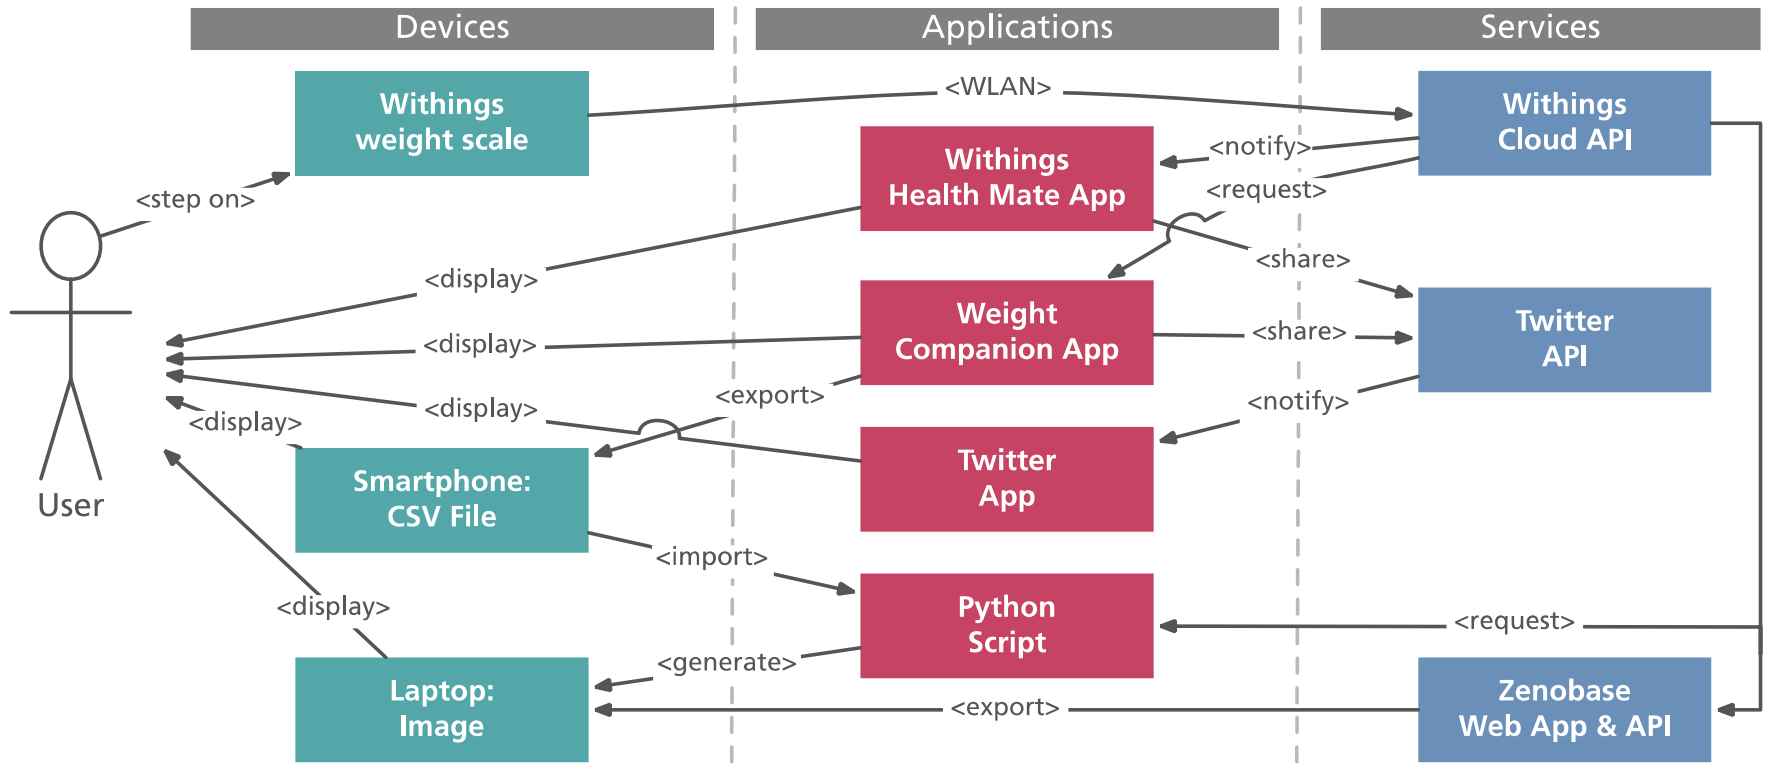 Devices
Applications
Services
Withings
weight scale
<WLAN>
Withings
Cloud API
<step on>
Withings
Health Mate App
<notify>
<request>
<display>
<share>
Weight
Companion App
<display>
<share>
Twitter
API
<export>
<display>
<notify>
<display>
Twitter
App
User
Smartphone:
CSV File
<import>
<display>
Python
Script
<request>
<generate>
Laptop:
Image
<export>
Zenobase
Web App & API